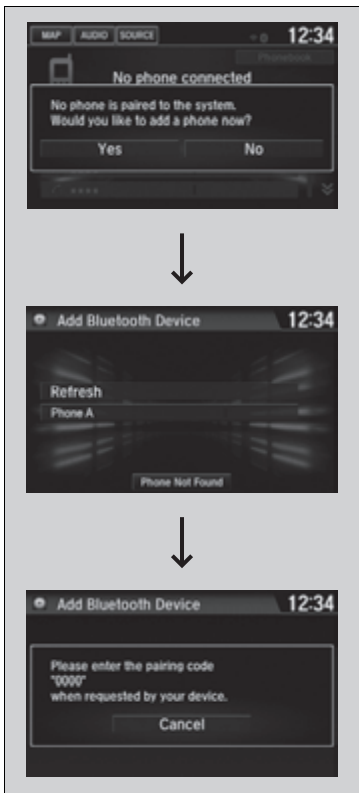 MAP AUDIO SOURCE 12:34
Phonebook
No phone connected
No phone is paired to the system.
Would you like to add a phone now?
Yes No
Add Bluetooth Device 12:34
Refresh
Phone A
Phone Not Found
Add Bluetooth Device 12:34
Please enter the pairing code
"0000"
when requested by your device.
Cancel